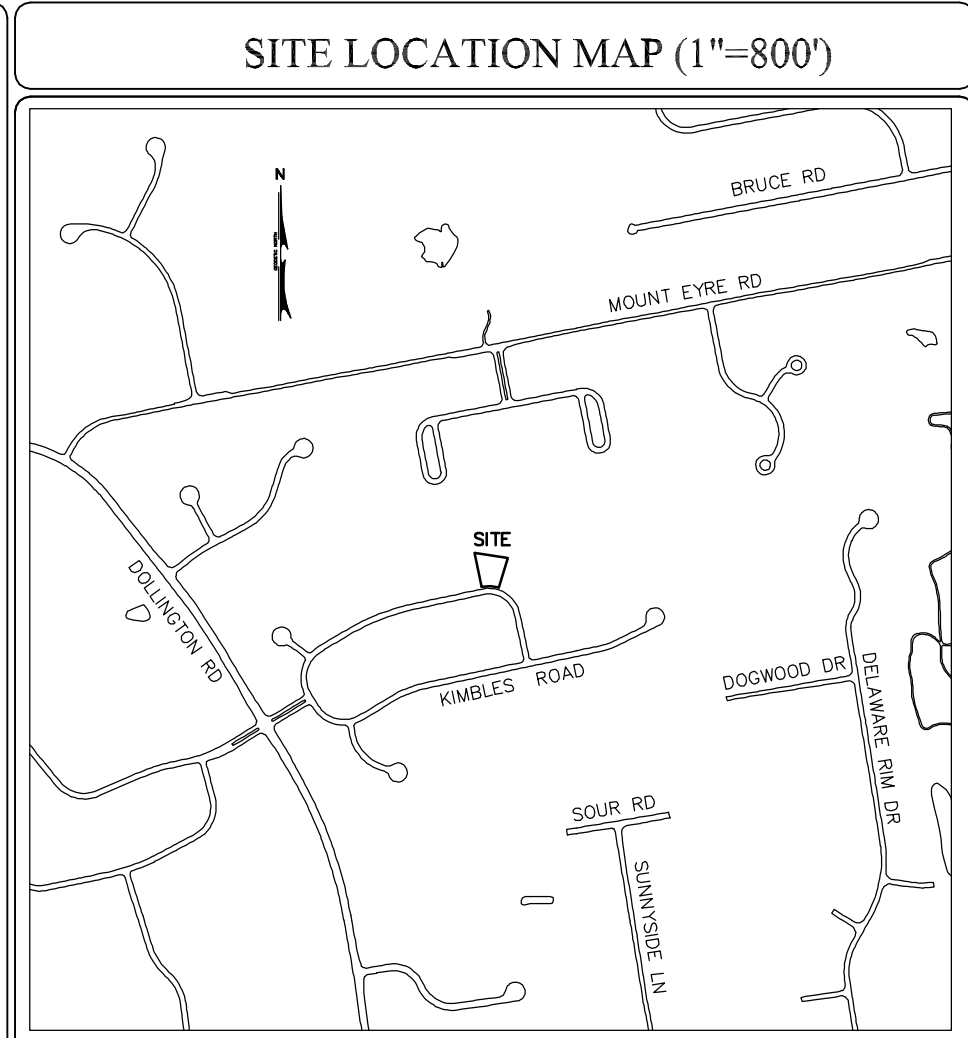 SITE LOCATION MAP (1"=800')
N
BRUCE RD
MOUNT EYRE RD
SITE
DOLLINGTON RD
KIMBLES ROAD
DOGWOOD DR
DELAWARE RIM DR
SOUR RD
SUNNYSIDE LN